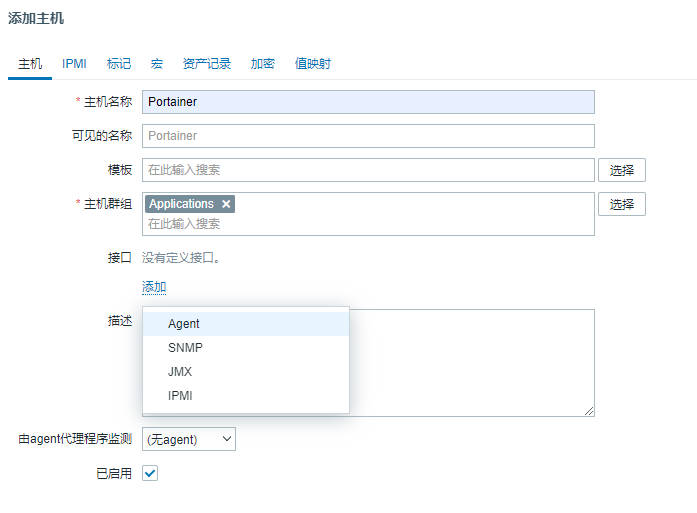 添加主机
主机 IPMI 标记 宏 资产记录 加密 值映射
* 主机名称 Portainer
可见的名称 Portainer
模板 在此输入搜索 选择
* 主机群组 Applications × 选择
在此输入搜索
接口 没有定义接口。
添加
描述
Agent
SNMP
JMX
IPMI
由agent代理程序监测 (无agent)
已启用